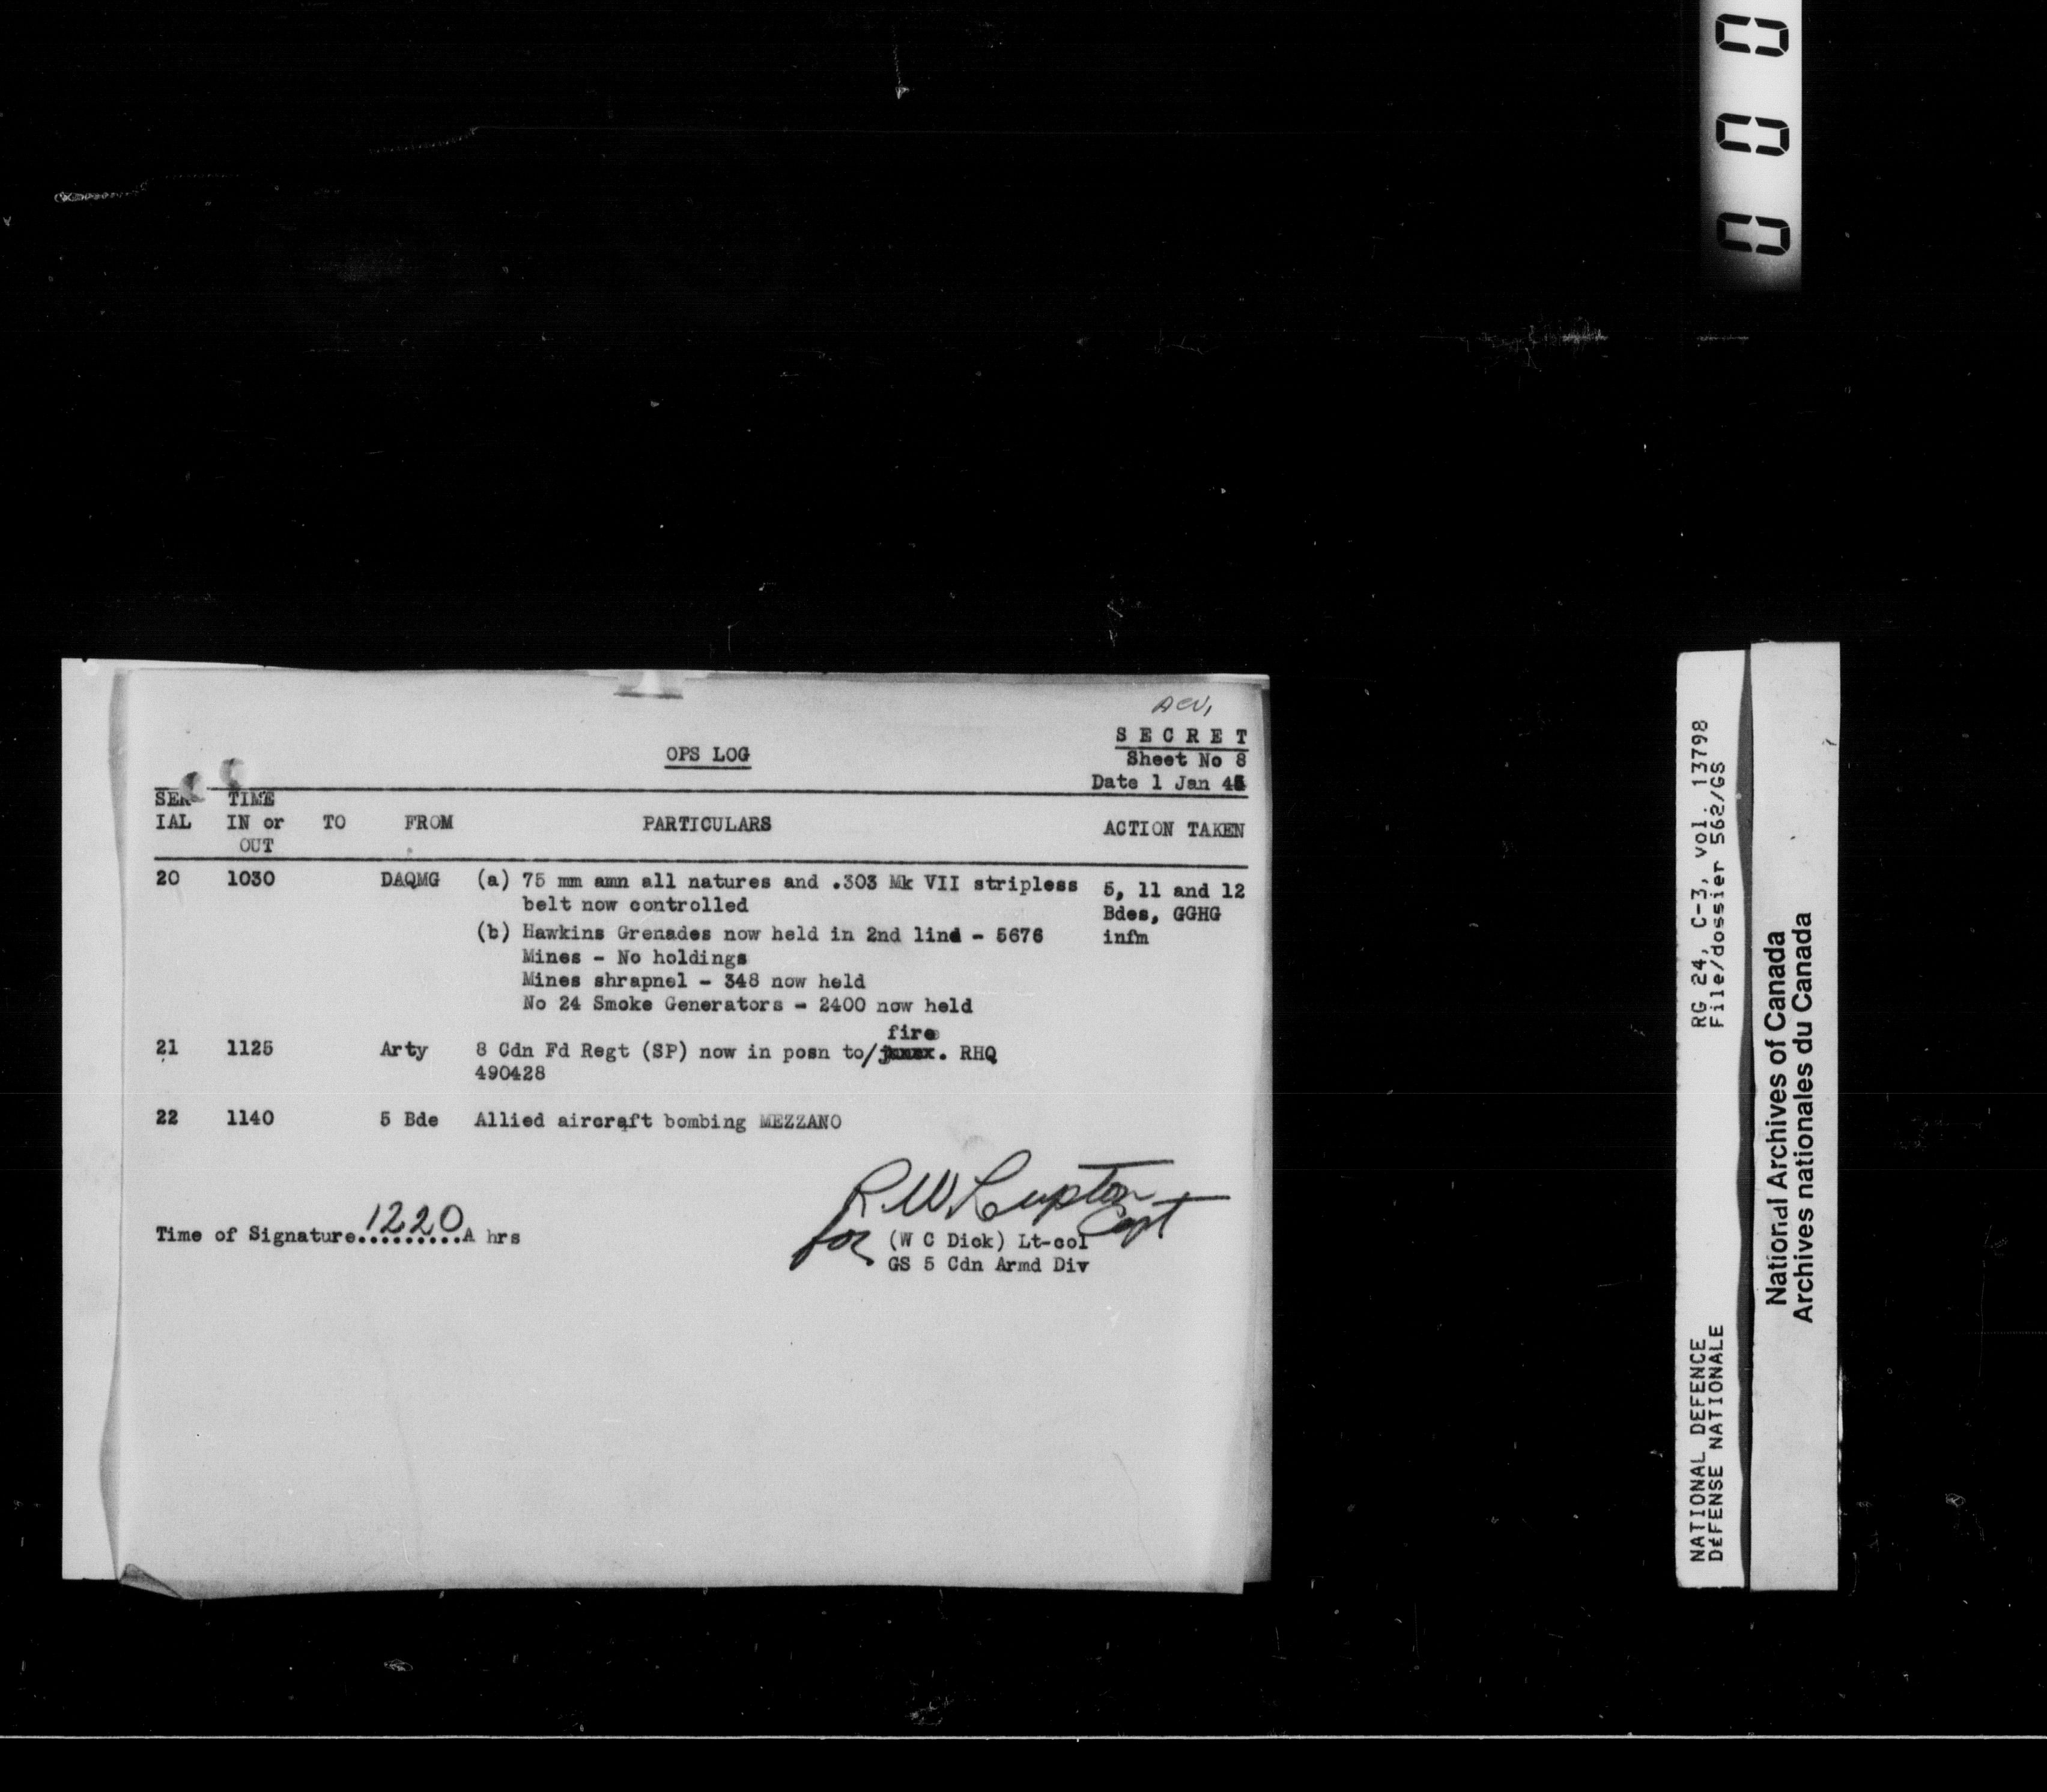 0 0 0
S E C R E T
OPS LOG
Sheet No 8
Date 1 Jan 45
SER TIME
IAL IN or TO FROM PARTICULARS ACTION TAKEN
OUT
20 1030 DAQMG (a) 75 mm amn all natures and .303 Mk VII stripless 5, 11 and 12
belt now controlled Bdes, GGHG
(b) Hawkins Grenades now held in 2nd lind - 5676 infm
Mines - No holdings
Mines shrapnel - 348 now held
No 24 Smoke Generators - 2400 now held
fire
21 1125 Arty 8 Cdn Fd Regt (SP) now in posn to/ . RHQ
490428
22 1140 5 Bde Allied aircraft bombing MEZZANO
R W Lupton
Capt
Time of Signature.1220.A hrs for (W C Dick) Lt-col
GS 5 Cdn Armd Div
RG 24, C-3, vol. 13798
File/dossier 562/GS
NATIONAL DEFENCE
DéFENSE NATIONALE
National Archives of Canada
Archives nationales du Canada